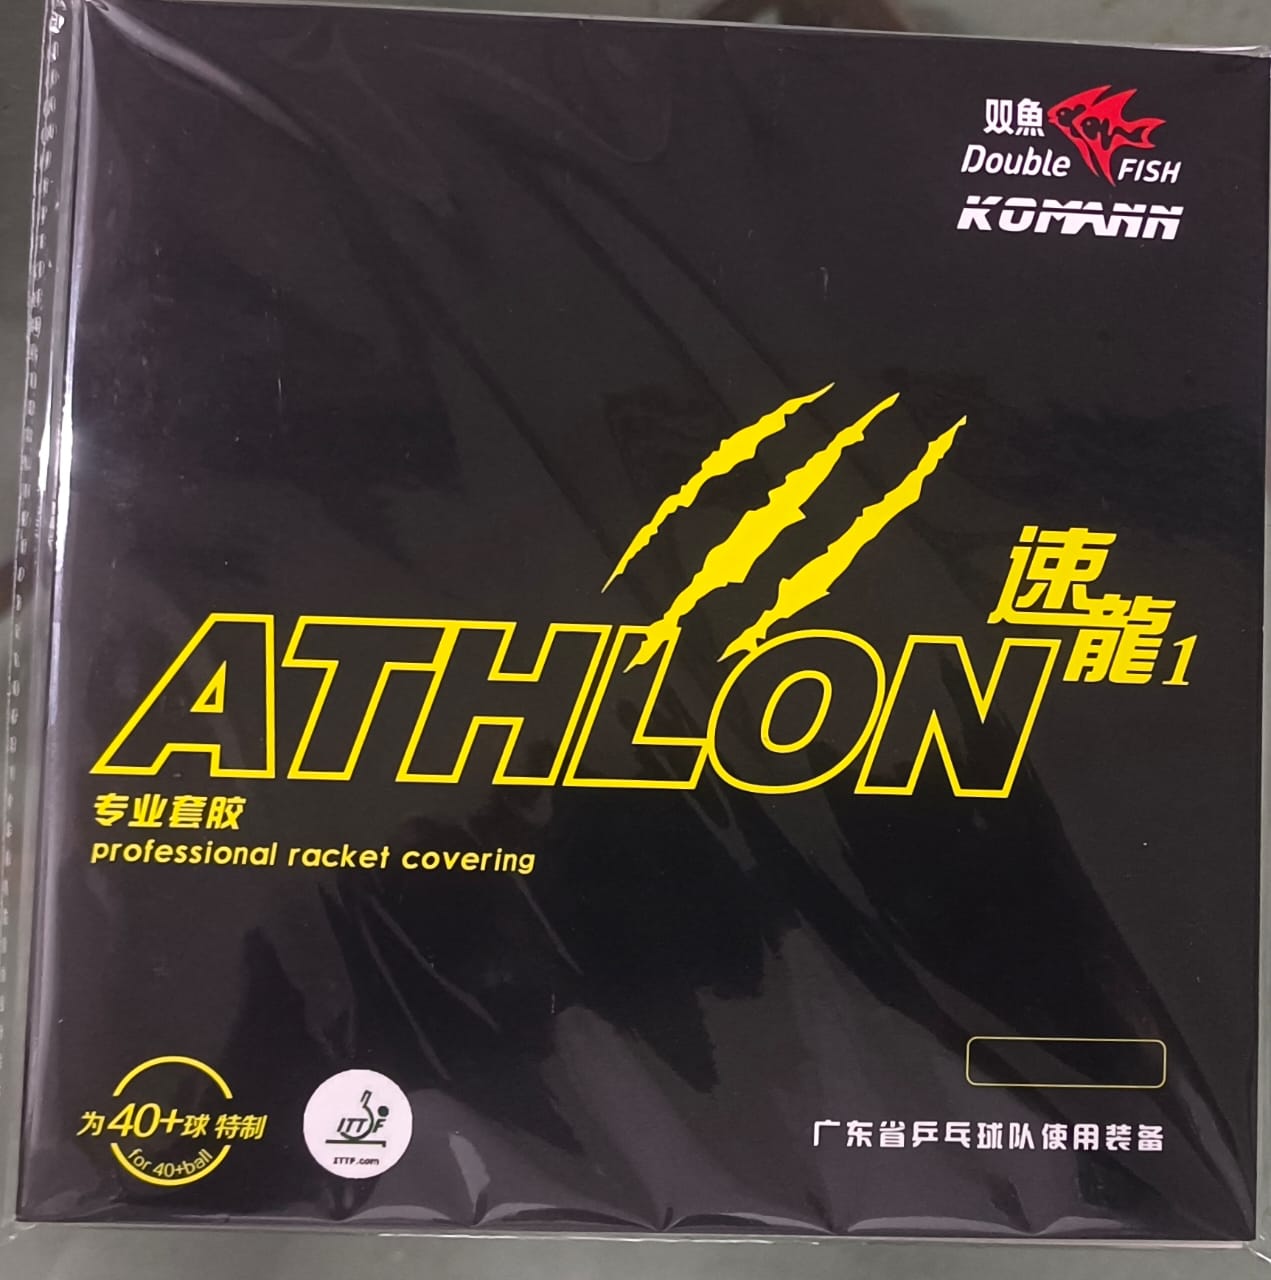 双魚
Double FISH
KOMANN
速龍1
ATHLON
专业套胶
professional racket covering
为40+球 特制
for 40+ball
ITTF
ITTF.com
广东省乒乓球队使用装备